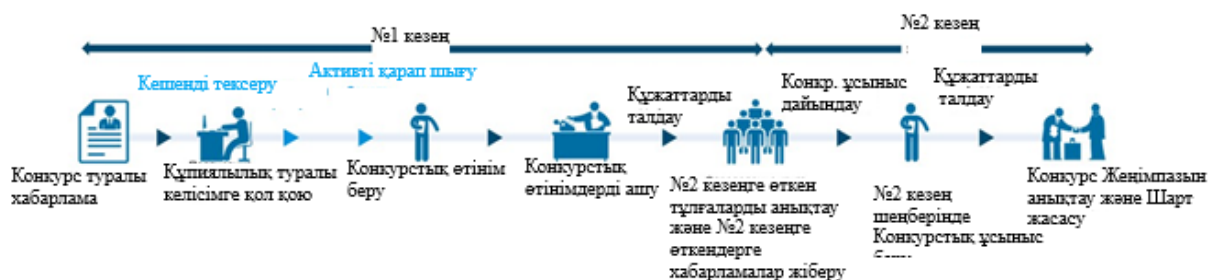 №1 кезең
№2 кезең
Кешенді тексеру
Активті қарап шығу
Құжаттарды
талдау
Конкр. ұсыныс
дайындау
Құжаттарды
талдау
Конкурс туралы
хабарлама
Құпиялылық туралы
келісімге қол қою
Конкурстық өтінім
беру
Конкурстық
өтінімдерді ашу
№2 кезеңге өткен
тұлғаларды анықтау
және №2 кезеңге
өткендерге
хабарламалар жіберу
№2 кезең
шеңберінде
Конкурстық ұсыныс
Конкурс Жеңімпазын
анықтау және Шарт
жасасу